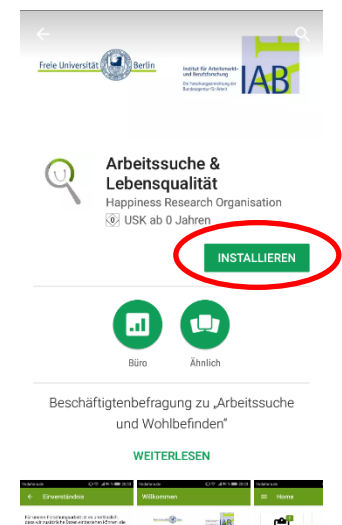 Freie Universität Berlin
Institut für Arbeitsmarkt-
und Berufsforschung
Die Forschungseinrichtung der
Bundesagentur für Arbeit
IAB
Arbeitssuche &
Lebensqualität
Happiness Research Organisation
0 USK ab 0 Jahren
INSTALLIEREN
Büro
Ähnlich
Beschäftigtenbefragung zu „Arbeitssuche
und Wohlbefinden“
WEITERLESEN
Einverständnis
Willkommen
Home